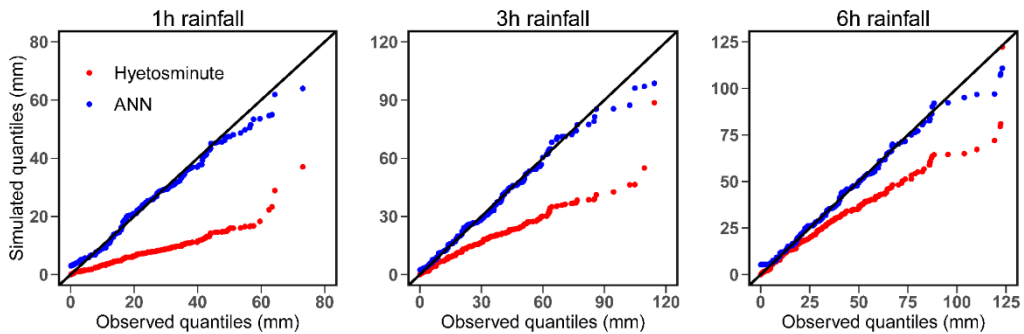 1h rainfall
3h rainfall
6h rainfall
Simulated quantiles (mm)
80
60
40
20
0
Hyetosminute
ANN
0 20 40 60 80
Observed quantiles (mm)
120
90
60
30
0
0 30 60 90 120
Observed quantiles (mm)
125
100
75
50
25
0
0 25 50 75 100 125
Observed quantiles (mm)